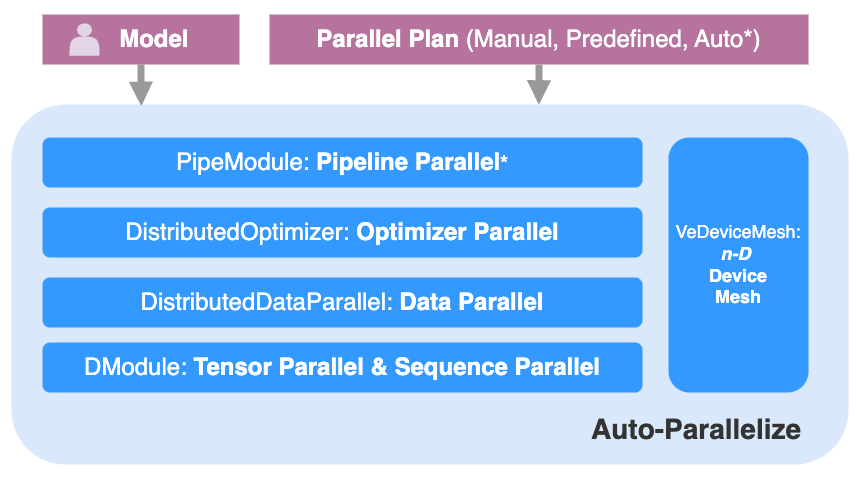 Model
Parallel Plan (Manual, Predefined, Auto*)
PipeModule: Pipeline Parallel*
DistributedOptimizer: Optimizer Parallel
DistributedDataParallel: Data Parallel
DModule: Tensor Parallel & Sequence Parallel
VeDeviceMesh:
n-D
Device
Mesh
Auto-Parallelize